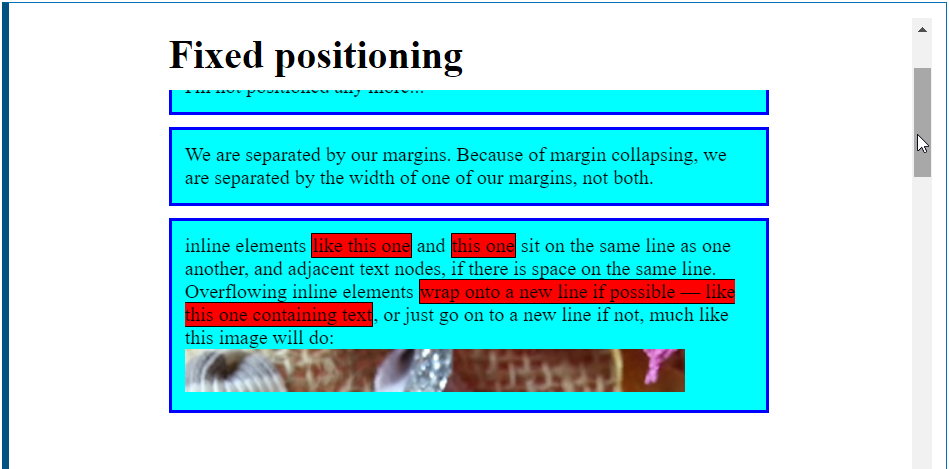 Fixed positioning
I'm not positioned any more...
We are separated by our margins. Because of margin collapsing, we
are separated by the width of one of our margins, not both.
inline elements like this one and this one sit on the same line as one
another, and adjacent text nodes, if there is space on the same line.
Overflowing inline elements wrap onto a new line if possible — like
this one containing text, or just go on to a new line if not, much like
this image will do: